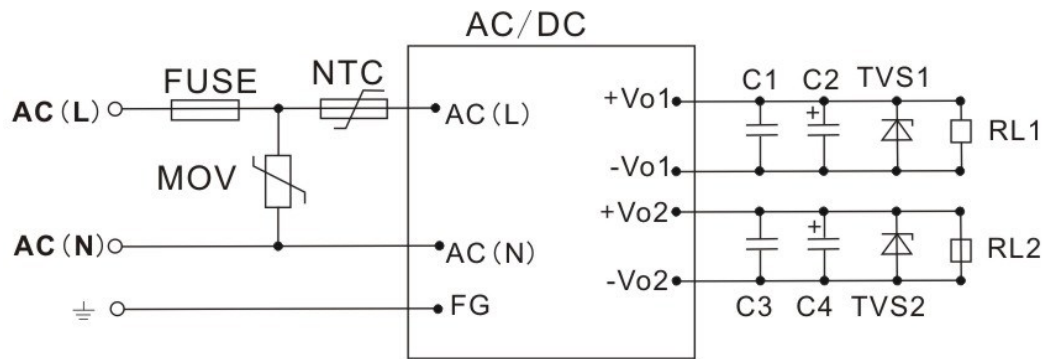 AC/DC
FUSE
NTC
C1
C2
TVS1
+Vo1
AC(L)
AC(L)
+
RL1
MOV
-Vo1
+Vo2
AC(N)
AC(N)
+
RL2
-Vo2
FG
C3
C4
TVS2